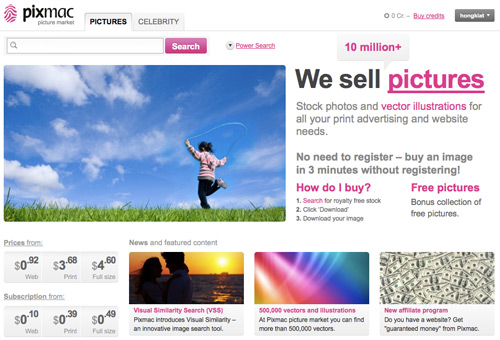 pixmac
picture market
PICTURES
CELEBRITY
0 Cr - Buy credits
hongkiat
Search
Power Search
10 million+
We sell pictures
Stock photos and vector illustrations for
all your print advertising and website
needs.
No need to register – buy an image
in 3 minutes without registering!
How do I buy?
1. Search for royalty free stock
2. Click 'Download'
3. Download your image
Free pictures
Bonus collection of
free pictures.
Prices from:
$0.92 $3.68 $4.60
Web Print Full size
Subscription from:
$0.10 $0.39 $0.49
Web Print Full size
News and featured content
Visual Similarity Search (VSS)
Pixmac introduces Visual Similarity –
an innovative image search tool.
500,000 vectors and illustrations
At Pixmac picture market you can find
more than 500,000 vectors.
New affiliate program
Do you have a website? Get
"guaranteed money" from Pixmac.